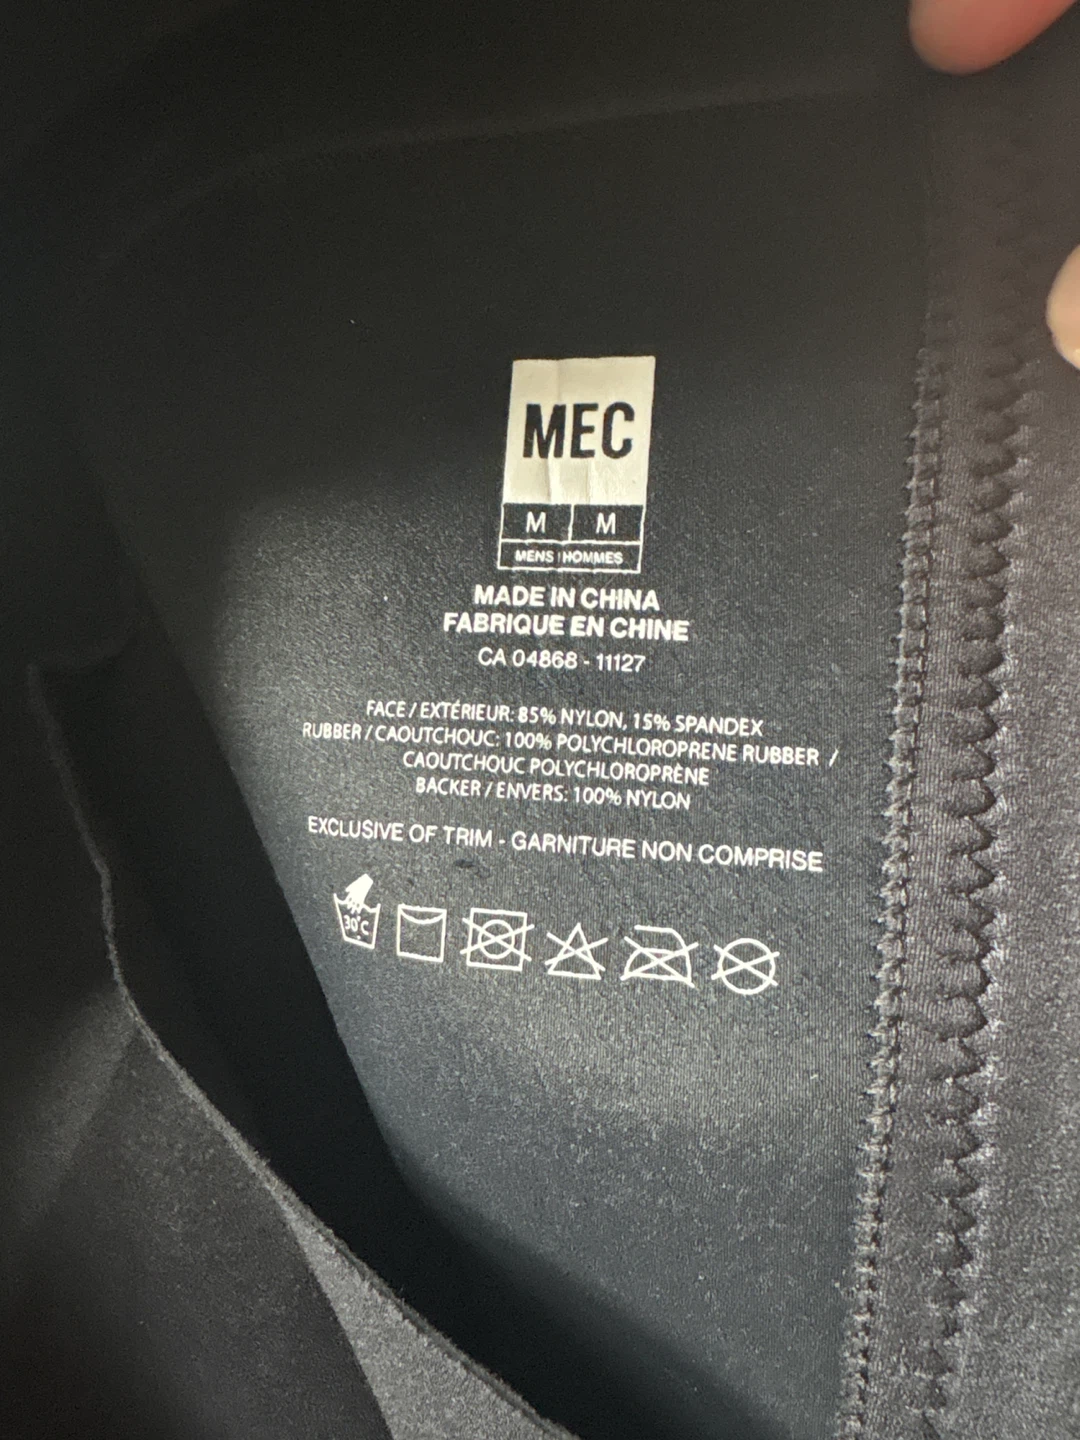 MEC
M M
MENS HOMMES
MADE IN CHINA
FABRIQUE EN CHINE
CA 04868 - 11127
FACE / EXTÉRIEUR: 85% NYLON, 15% SPANDEX
RUBBER / CAOUTCHOUC: 100% POLYCHLOROPRENE RUBBER /
CAOUTCHOUC POLYCHLOROPRÈNE
BACKER / ENVERS: 100% NYLON
EXCLUSIVE OF TRIM - GARNITURE NON COMPRISE
30°C